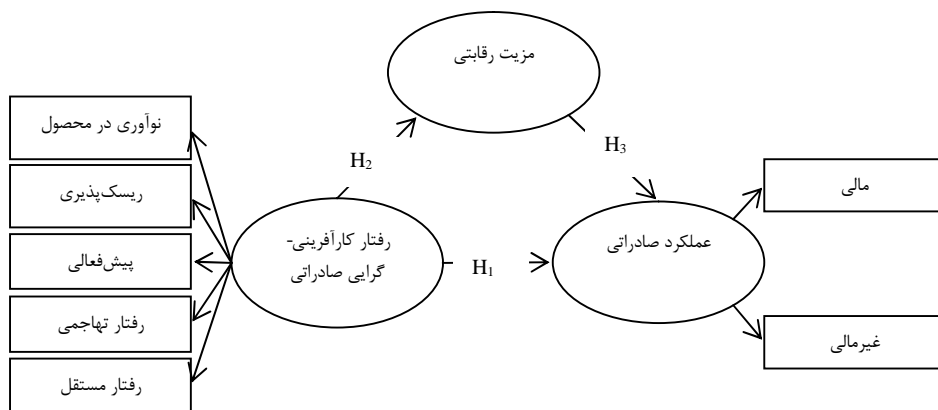 مزیت رقابتی
نوآوری در محصول
ریسک‌پذیری
پیش‌فعالی
رفتار تهاجمی
رفتار مستقل
H2
H3
رفتار کارآفرینی-
گرایی صادراتی
H1
عملکرد صادراتی
مالی
غیرمالی